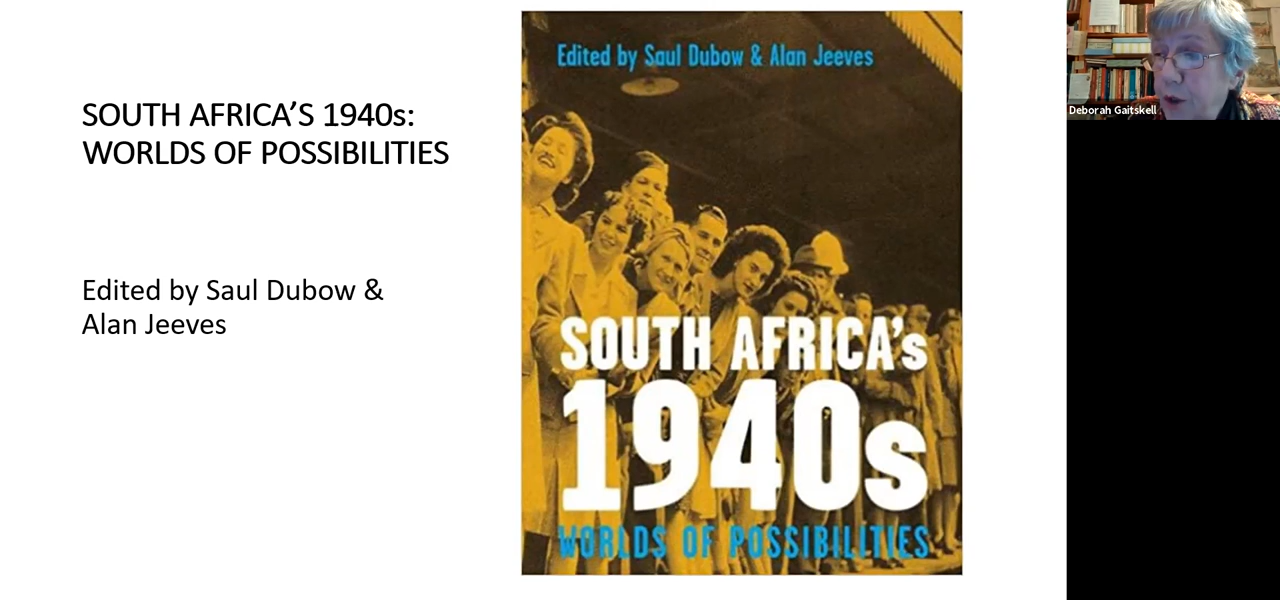 SOUTH AFRICA’S 1940s:
WORLDS OF POSSIBILITIES
Edited by Saul Dubow &
Alan Jeeves
Edited by Saul Dubow & Alan Jeeves
SOUTH AFRICA's
1940s
WORLDS OF POSSIBILITIES
Deborah Gaitskell